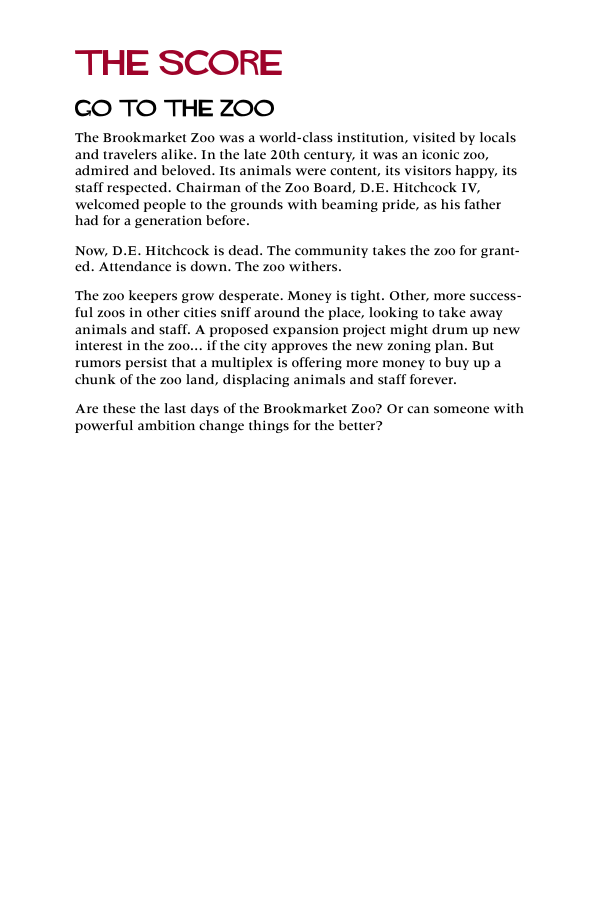 THE SCORE
GO TO THE ZOO
The Brookmarket Zoo was a world-class institution, visited by locals
and travelers alike. In the late 20th century, it was an iconic zoo,
admired and beloved. Its animals were content, its visitors happy, its
staff respected. Chairman of the Zoo Board, D.E. Hitchcock IV,
welcomed people to the grounds with beaming pride, as his father
had for a generation before.
Now, D.E. Hitchcock is dead. The community takes the zoo for grant-
ed. Attendance is down. The zoo withers.
The zoo keepers grow desperate. Money is tight. Other, more success-
ful zoos in other cities sniff around the place, looking to take away
animals and staff. A proposed expansion project might drum up new
interest in the zoo... if the city approves the new zoning plan. But
rumors persist that a multiplex is offering more money to buy up a
chunk of the zoo land, displacing animals and staff forever.
Are these the last days of the Brookmarket Zoo? Or can someone with
powerful ambition change things for the better?